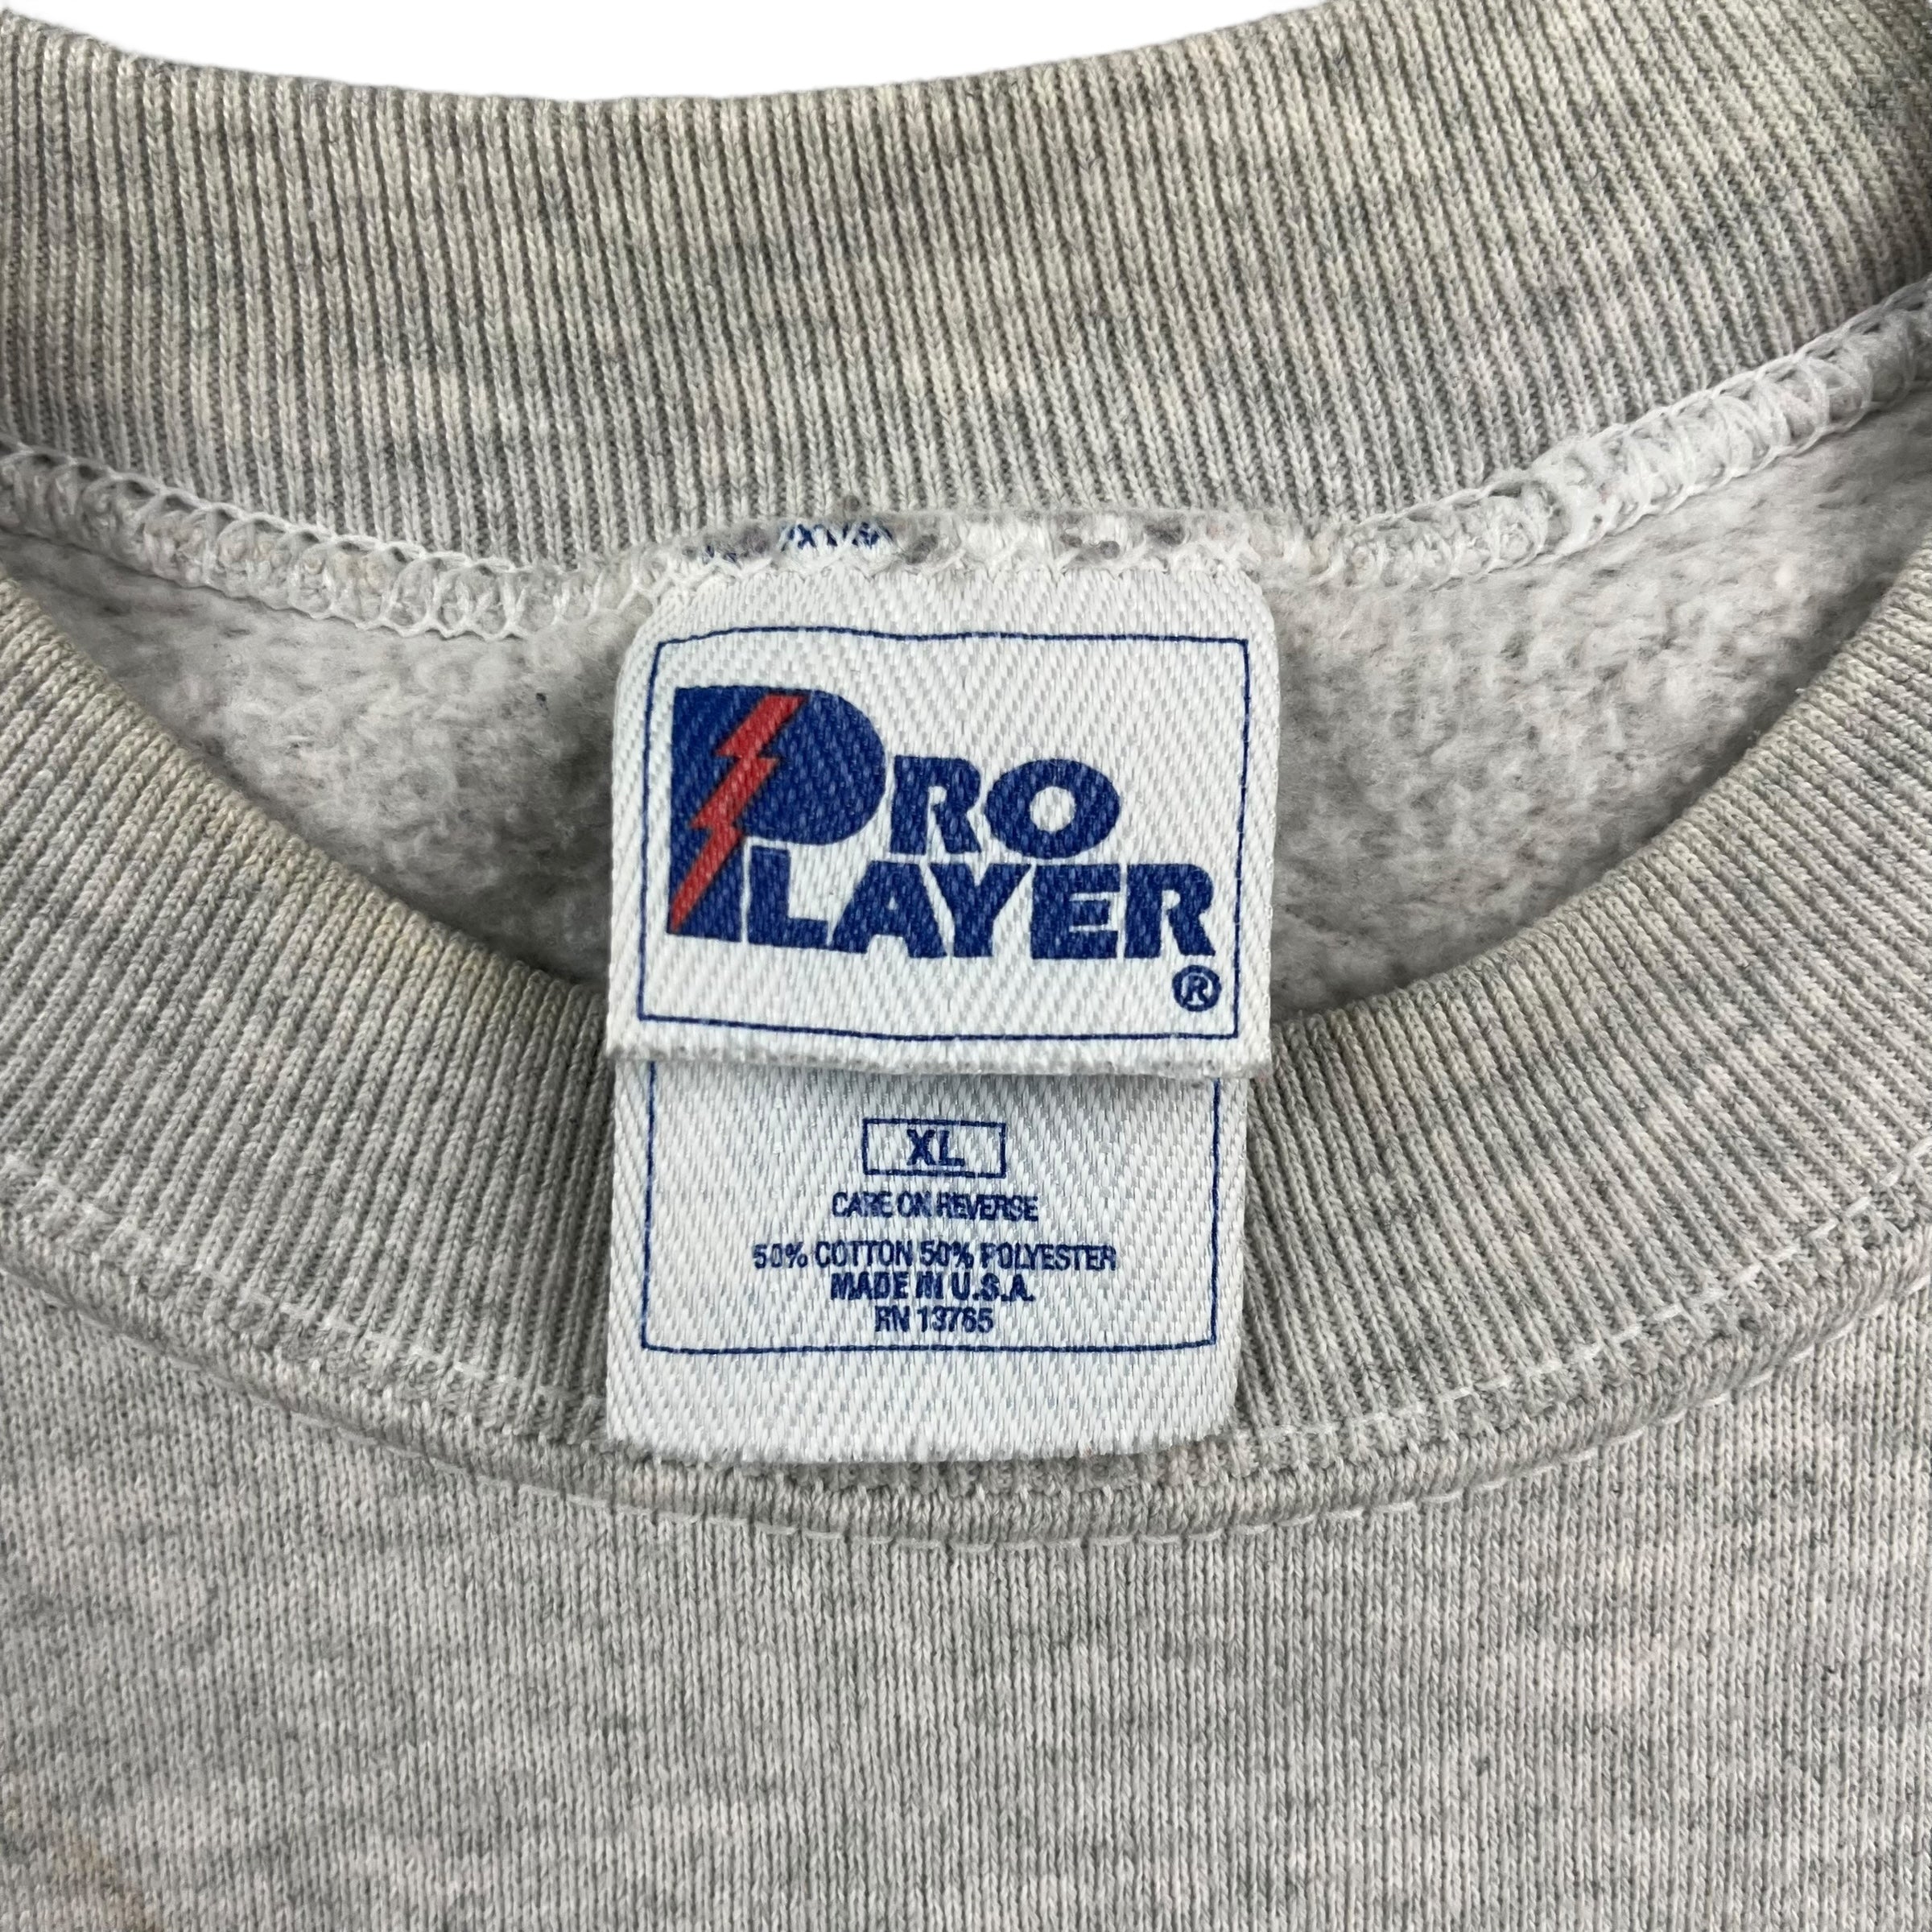 PRO
PLAYER
®
XL
CARE ON REVERSE
50% COTTON 50% POLYESTER
MADE IN U.S.A.
RN 13765